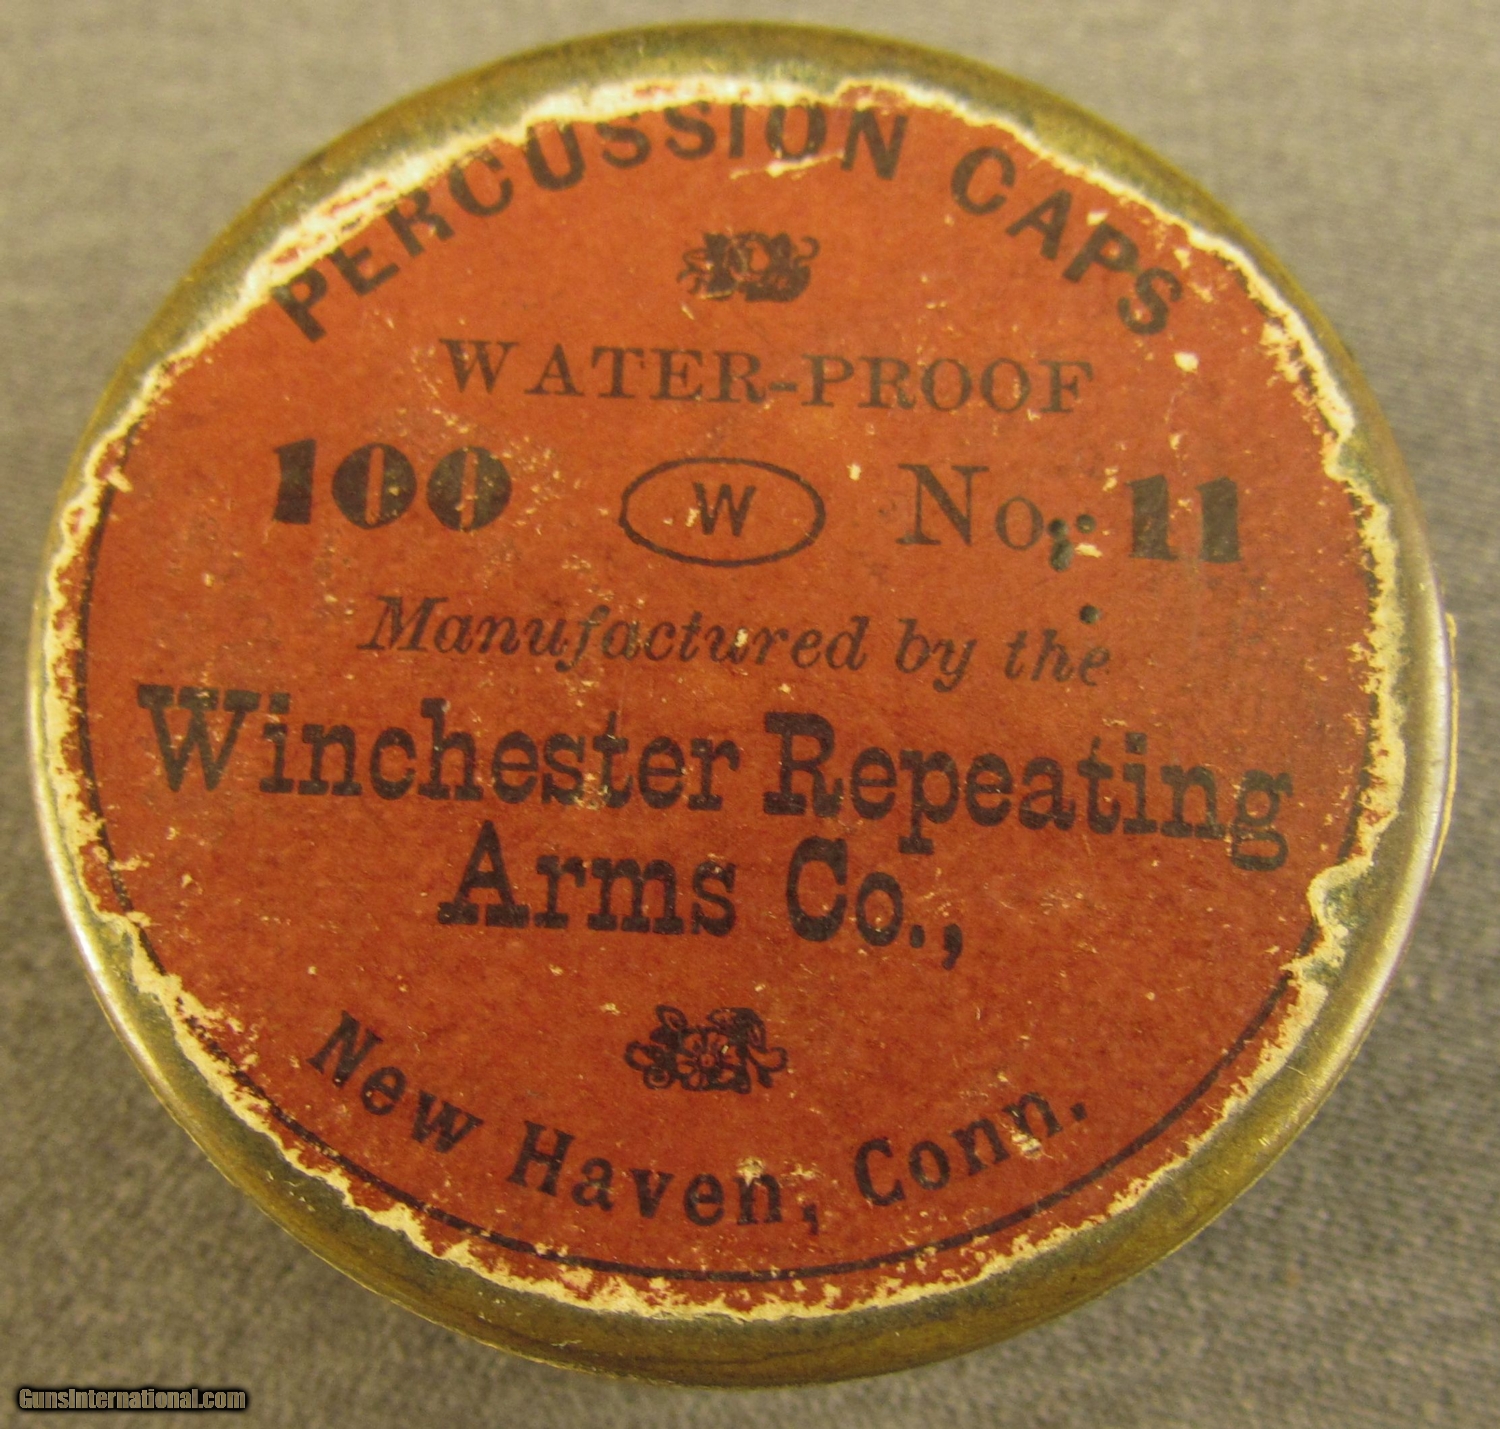 PERCUSSION CAPS
WATER-PROOF
100 W No. 11
Manufactured by the
Winchester Repeating
Arms Co.,
New Haven, Conn.
GunsInternational.com